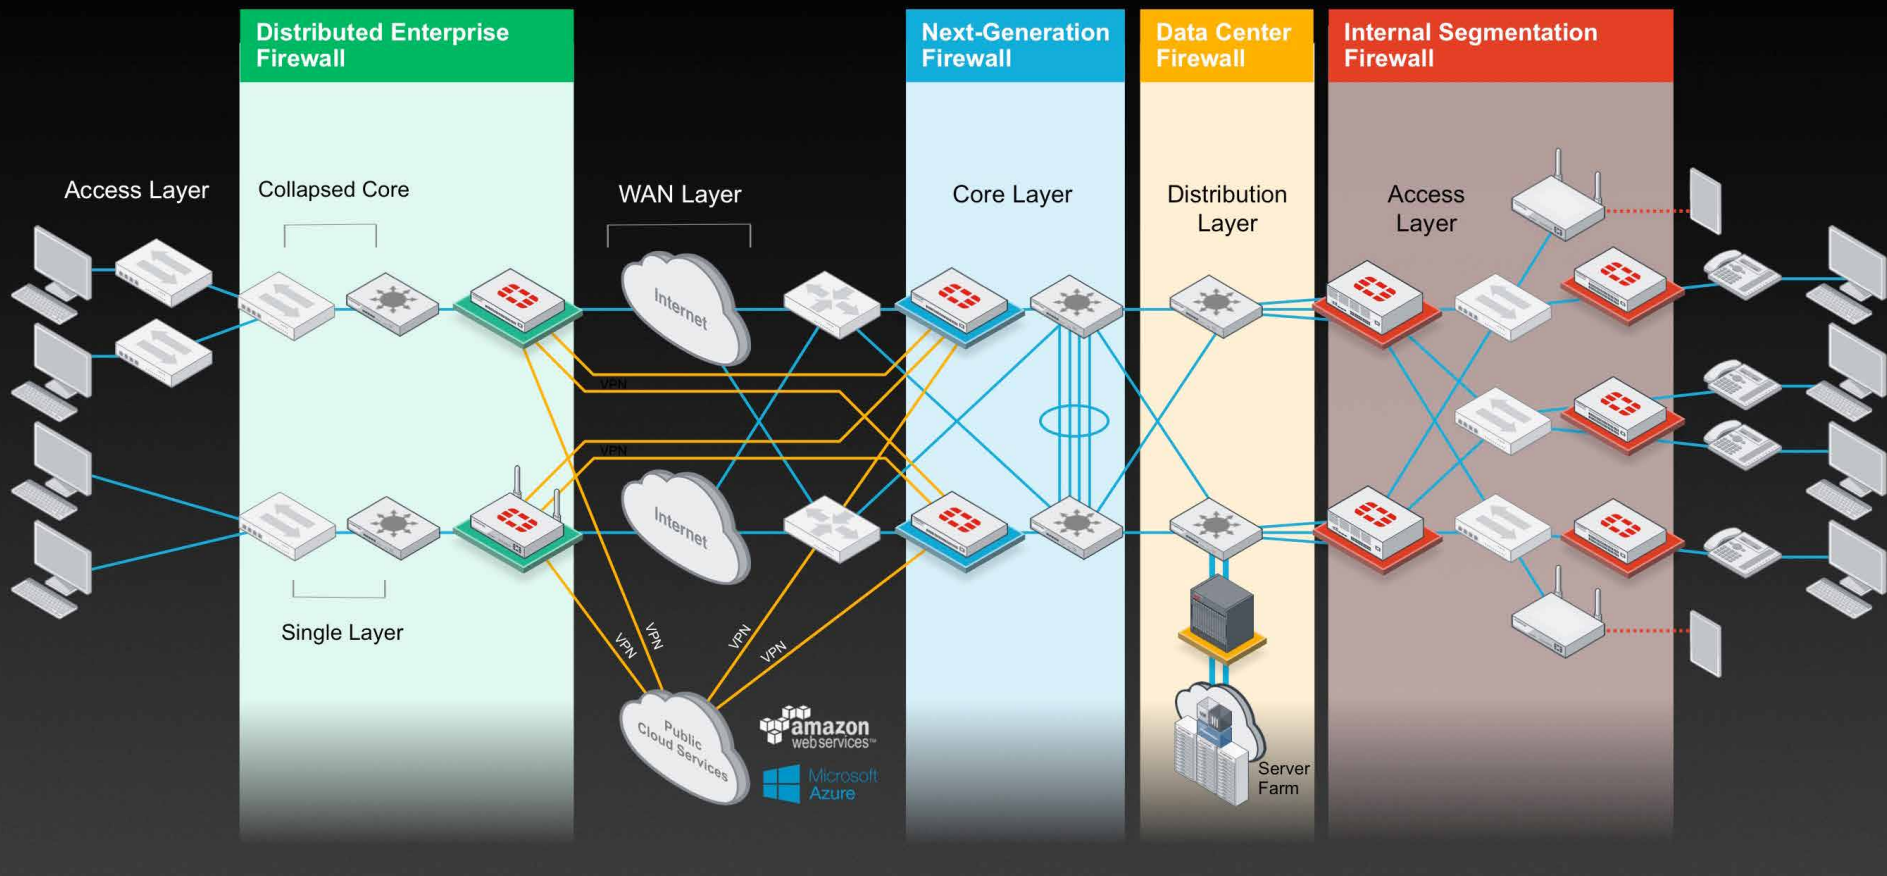 Distributed Enterprise
Firewall
Next-Generation
Firewall
Data Center
Firewall
Internal Segmentation
Firewall
Access Layer
Collapsed Core
WAN Layer
Core Layer
Distribution
Layer
Access
Layer
Internet
VPN
VPN
Internet
Single Layer
VPN
VPN
VPN
VPN
Public
Cloud Services
amazon
webservices™
Microsoft
Azure
Server
Farm